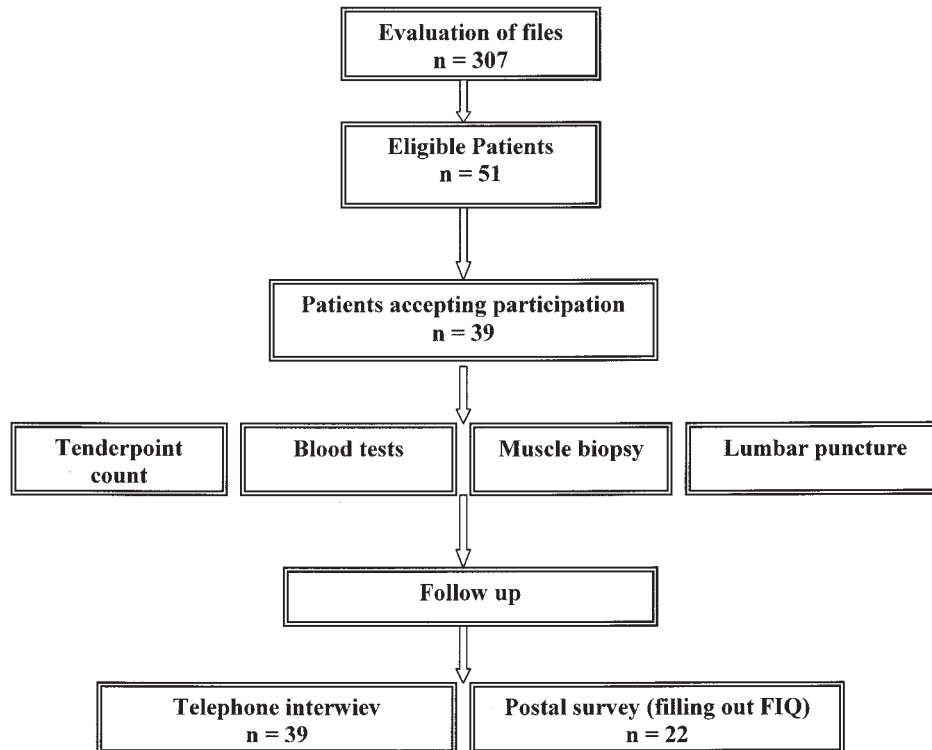 Evaluation of files
n = 307
Eligible Patients
n = 51
Patients accepting participation
n = 39
Tenderpoint
count
Blood tests
Muscle biopsy
Lumbar puncture
Follow up
Telephone interwiev
n = 39
Postal survey (filling out FIQ)
n = 22